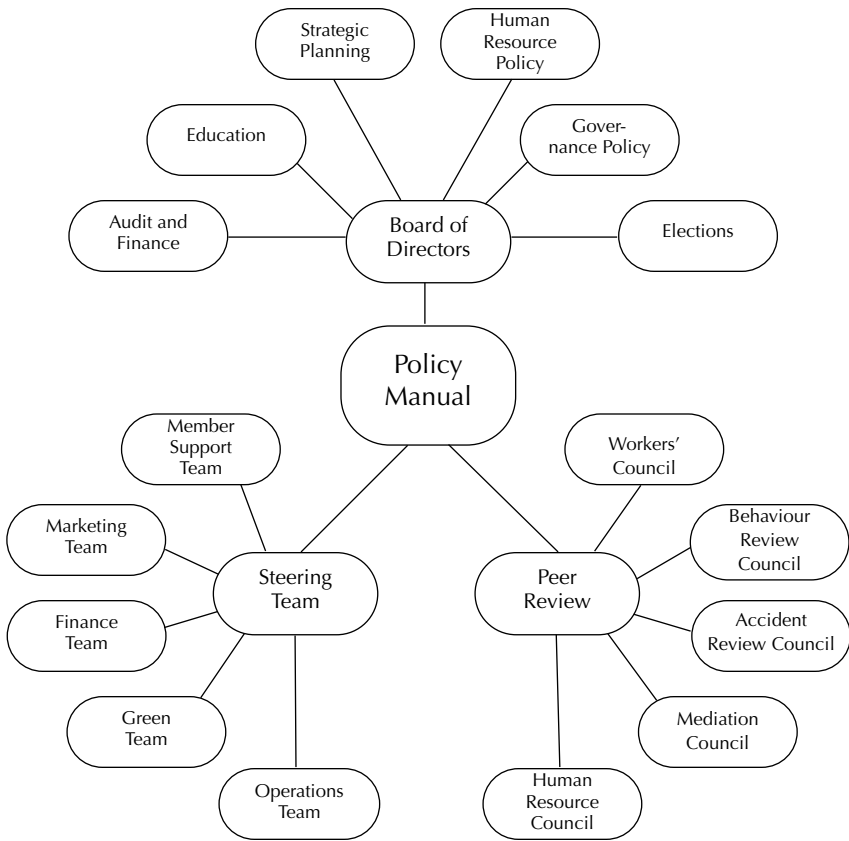 Strategic
Planning
Human
Resource
Policy
Education
Gover-
nance Policy
Audit and
Finance
Board of
Directors
Elections
Policy
Manual
Member
Support
Team
Workers’
Council
Marketing
Team
Behaviour
Review
Council
Steering
Team
Peer
Review
Finance
Team
Accident
Review Council
Green
Team
Mediation
Council
Operations
Team
Human
Resource
Council